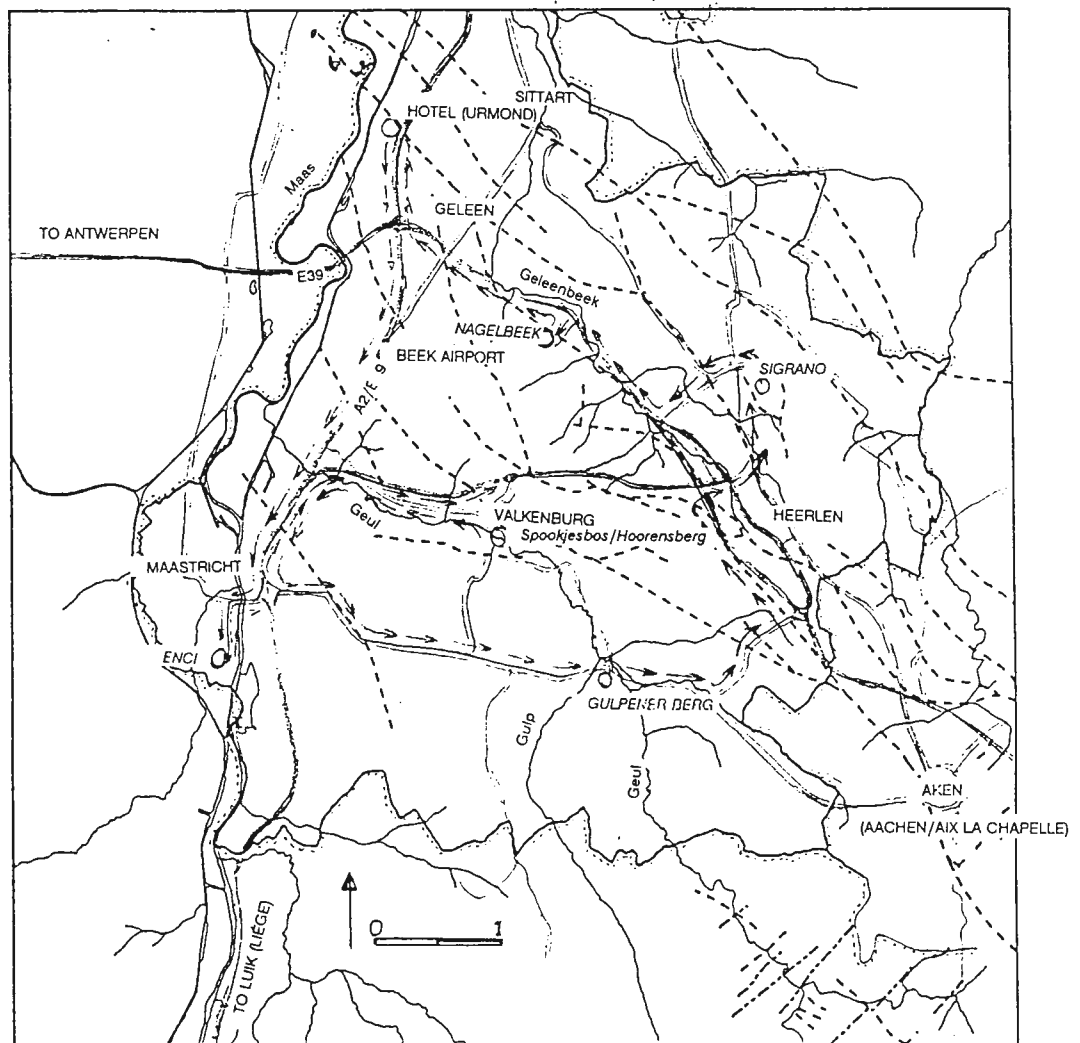 SITTART
HOTEL (URMOND)
Maas
GELEEN
TO ANTWERPEN
E39
Geleenbeek
NAGELBEEK
BEEK AIRPORT
SIGRANO
A2/E 9
VALKENBURG
HEERLEN
Geul
Spookjesbos/Hoorensberg
MAASTRICHT
ENCI
GULPENER BERG
Gulp
Geul
AKEN
(AACHEN/AIX LA CHAPELLE)
0 1
TO LUIK (LIÉGE)